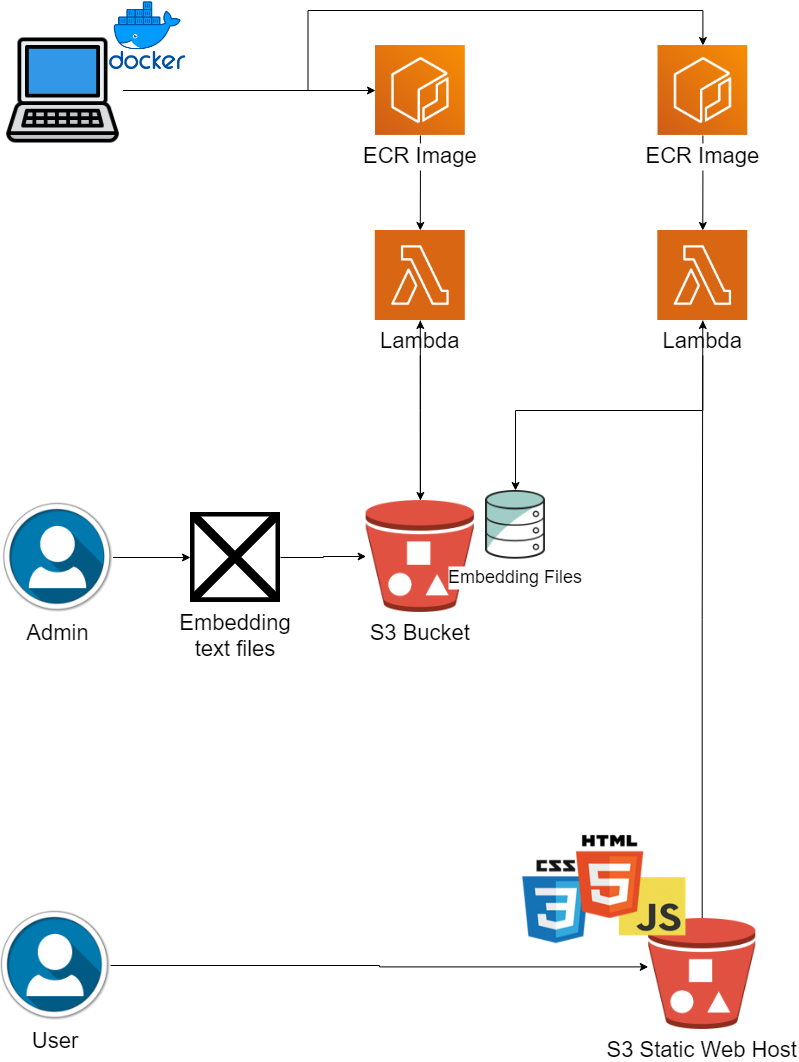 docker
ECR Image
ECR Image
Lambda
Lambda
Embedding Files
Admin
Embedding
text files
S3 Bucket
HTML
5
CSS
3
JS
User
S3 Static Web Host